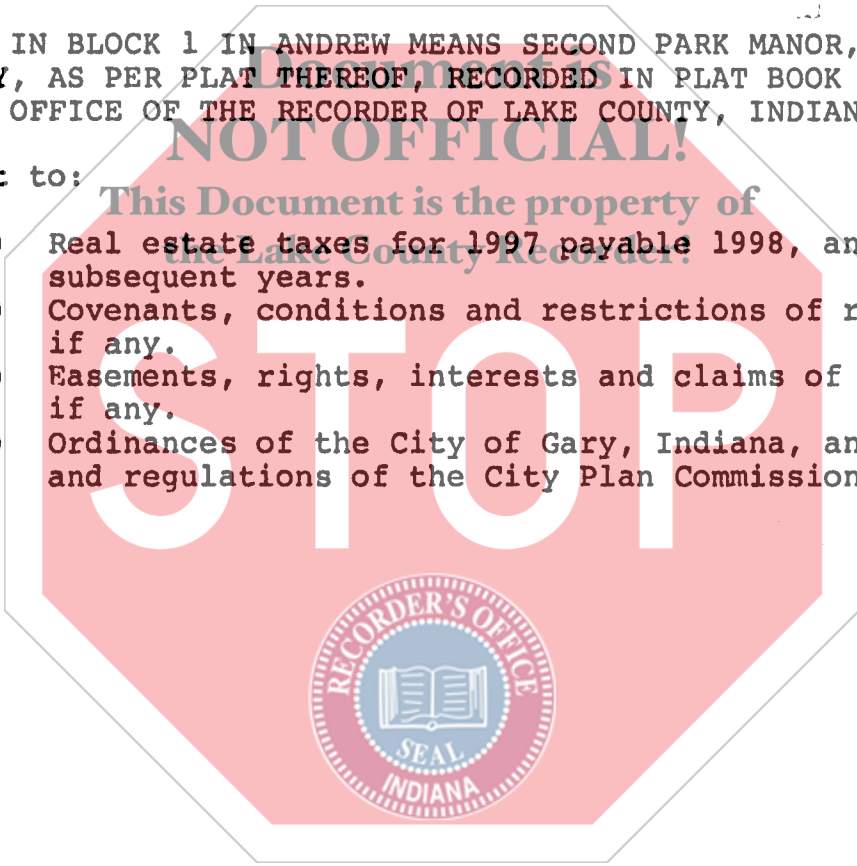 IN BLOCK 1 IN ANDREW MEANS SECOND PARK MANOR,
Document is
Y, AS PER PLAT THEREOF, RECORDED IN PLAT BOOK
OFFICE OF THE RECORDER OF LAKE COUNTY, INDIAN
NOT OFFICIAL!
t to:
This Document is the property of
Real estate taxes for 1997 payable 1998, an
the Lake County Recorder!
subsequent years.
Covenants, conditions and restrictions of r
if any.
Easements, rights, interests and claims of
if any.
Ordinances of the City of Gary, Indiana, an
and regulations of the City Plan Commission
STOP
RECORDER'S OFFICE
SEAL
INDIANA